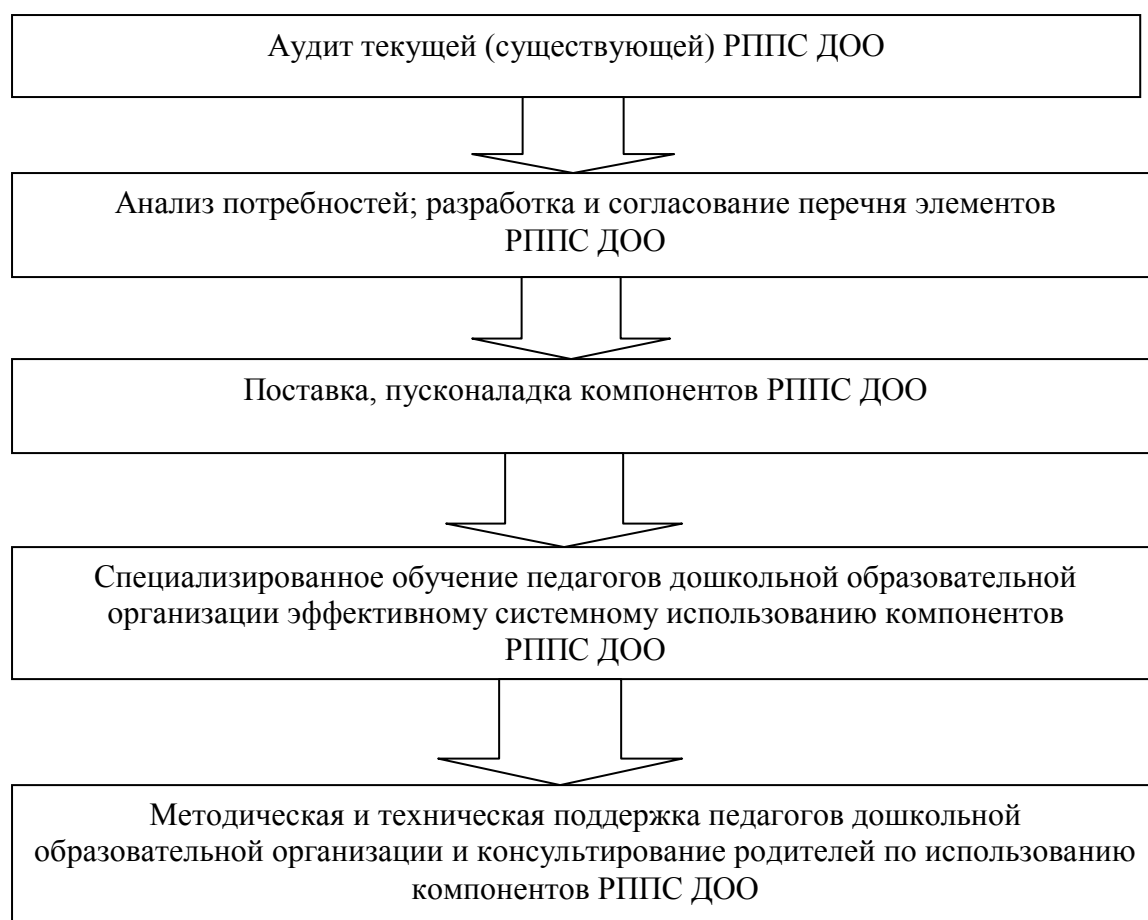 Аудит текущей (существующей) РППС ДОО
Анализ потребностей; разработка и согласование перечня элементов
РППС ДОО
Поставка, пусконаладка компонентов РППС ДОО
Специализированное обучение педагогов дошкольной образовательной
организации эффективному системному использованию компонентов
РППС ДОО
Методическая и техническая поддержка педагогов дошкольной
образовательной организации и консультирование родителей по использованию
компонентов РППС ДОО